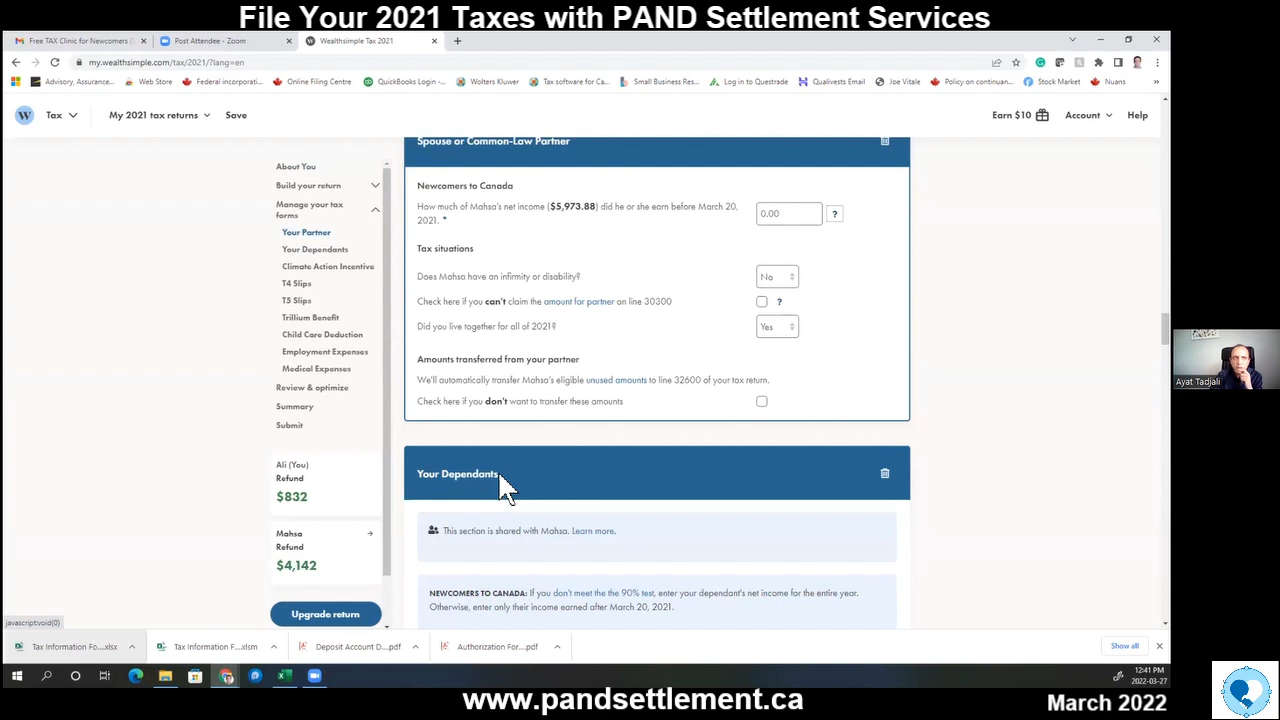 File Your 2021 Taxes with PAND Settlement Services
Free TAX Clinic for Newcomers (
Post Attendee - Zoom
Wealthsimple Tax 2021
my.wealthsimple.com/tax/2021/?lang=en
Advisory, Assurance...
Web Store
Federal incorporati...
Online Filing Centre
QuickBooks Login -...
Wolters Kluwer
Tax software for Ca...
Small Business Res...
Log in to Questrade
Qualivests Email
Joe Vitale
Policy on continuan...
Stock Market
Nuans
W
Tax
My 2021 tax returns
Save
Earn $10
Account
Help
About You
Build your return
Manage your tax
forms
Your Partner
Your Dependants
Climate Action Incentive
T4 Slips
T5 Slips
Trillium Benefit
Child Care Deduction
Employment Expenses
Medical Expenses
Review & optimize
Summary
Submit
Ali (You)
Refund
$832
Mahsa
Refund
$4,142
Upgrade return
Spouse or Common-Law Partner
Newcomers to Canada
How much of Mahsa's net income ($5,973.88) did he or she earn before March 20,
2021. *
0.00
?
Tax situations
Does Mahsa have an infirmity or disability?
No
Check here if you can't claim the amount for partner on line 30300
?
Did you live together for all of 2021?
Yes
Amounts transferred from your partner
We'll automatically transfer Mahsa's eligible unused amounts to line 32600 of your tax return.
Check here if you don't want to transfer these amounts
Your Dependants
This section is shared with Mahsa. Learn more.
NEWCOMERS TO CANADA: If you don't meet the the 90% test, enter your dependant's net income for the entire year.
Otherwise, enter only their income earned after March 20, 2021.
Ayat Tadjali
javascript:void(0)
Tax Information Fo....xlsx
Tax Information F....xlsm
Deposit Account D....pdf
Authorization For....pdf
Show all
12:41 PM
2022-03-27
www.pandsettlement.ca
March 2022